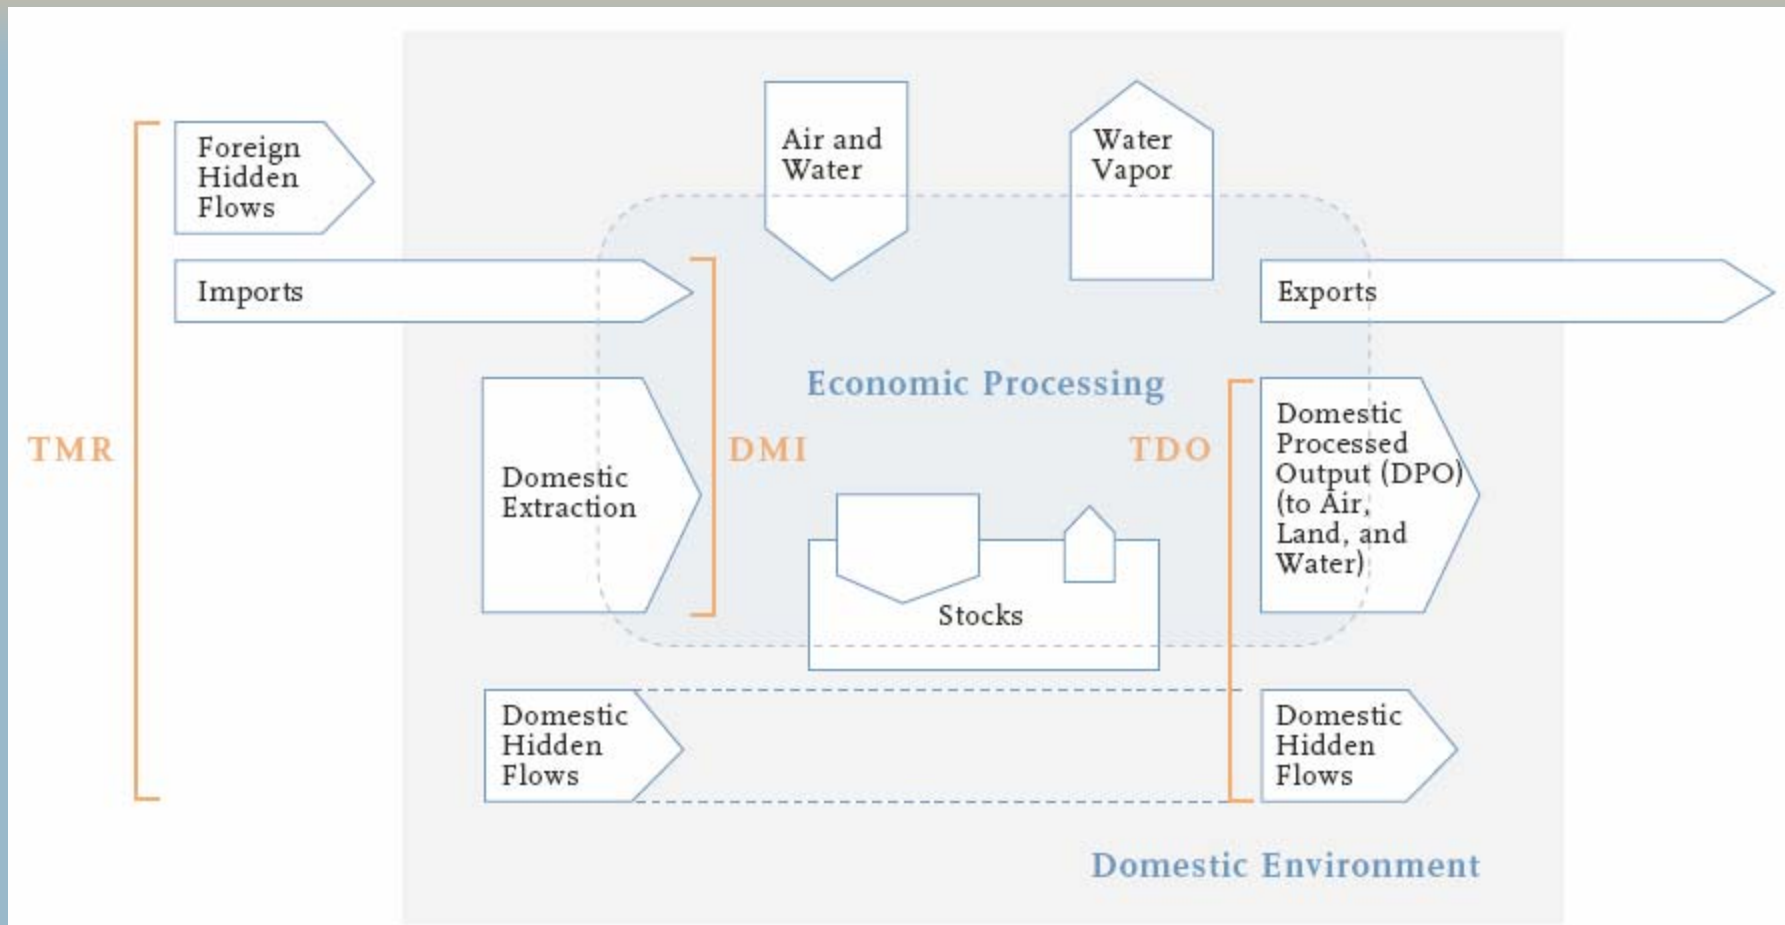 Foreign
Hidden
Flows
Air and
Water
Water
Vapor
Imports
Exports
Economic Processing
TMR
DMI
TDO
Domestic
Extraction
Domestic
Processed
Output (DPO)
(to Air,
Land, and
Water)
Stocks
Domestic
Hidden
Flows
Domestic
Hidden
Flows
Domestic Environment